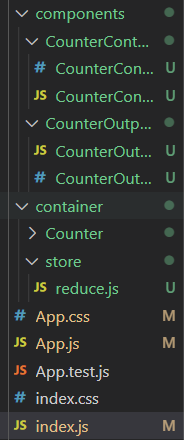 components
CounterCont...
# CounterCon... U
JS CounterCon... U
CounterOutp...
JS CounterOut... U
# CounterOut... U
container
Counter
store
JS reduce.js U
# App.css M
JS App.js M
JS App.test.js
# index.css
JS index.js M